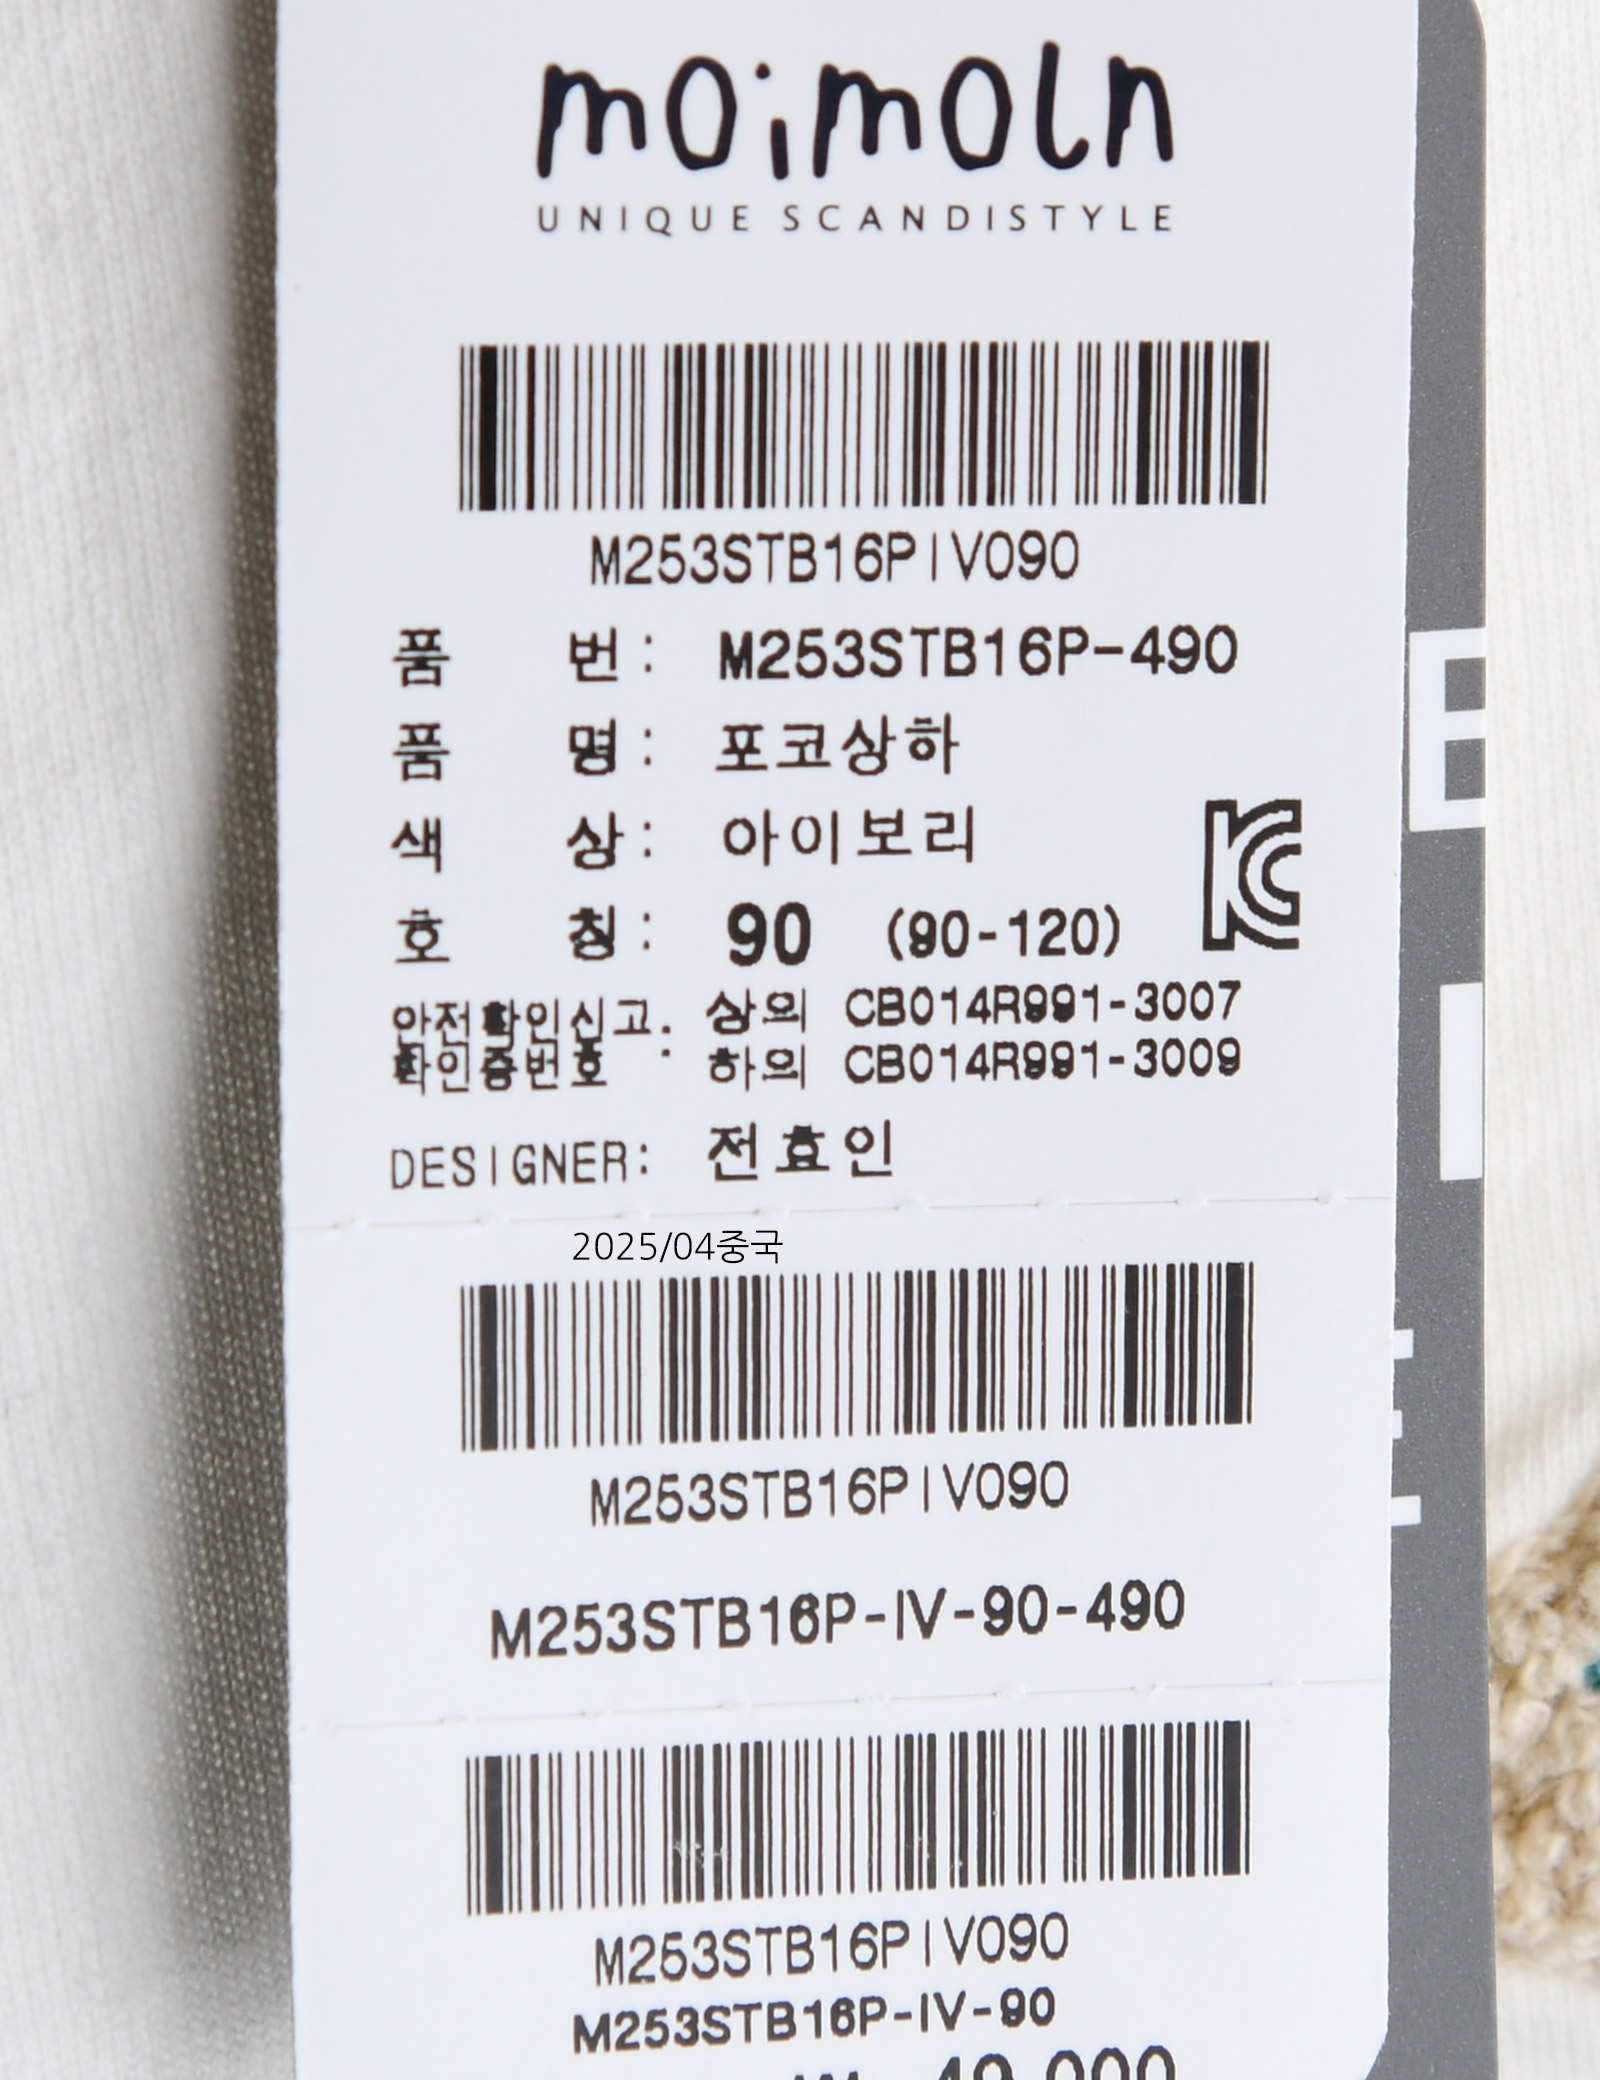 moimoln
UNIQUE SCANDISTYLE
M253STB16PIV090
품 번: M253STB16P-490
품 명: 포코상하
색 상: 아이보리
호 칭: 90 (90-120)
안전확인신고. 상의 CB014R991-3007
확인증번호 : 하의 CB014R991-3009
DESIGNER: 전효인
2025/04중국
M253STB16PIV090
M253STB16P-IV-90-490
M253STB16PIV090
M253STB16P-IV-90
49,000